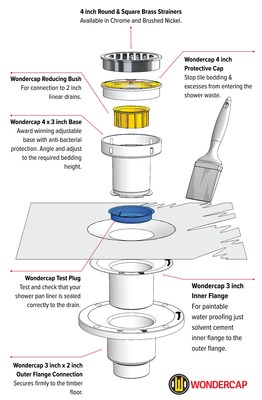 4 inch Round & Square Brass Strainers
Available in Chrome and Brushed Nickel.
Wondercap Reducing Bush
For connection to 2 inch
linear drains.
Wondercap 4 inch
Protective Cap
Stop tile bedding &
excesses from entering the
shower waste.
Wondercap 4 x 3 inch Base
Award winning adjustable
base with anti-bacterial
protection. Angle and adjust
to the required bedding
height.
Wondercap Test Plug
Test and check that your
shower pan liner is sealed
correctly to the drain.
Wondercap 3 inch
Inner Flange
For paintable
water proofing just
solvent cement
inner flange to the
outer flange.
Wondercap 3 inch x 2 inch
Outer Flange Connection
Secures firmly to the timber
floor.
WONDERCAP